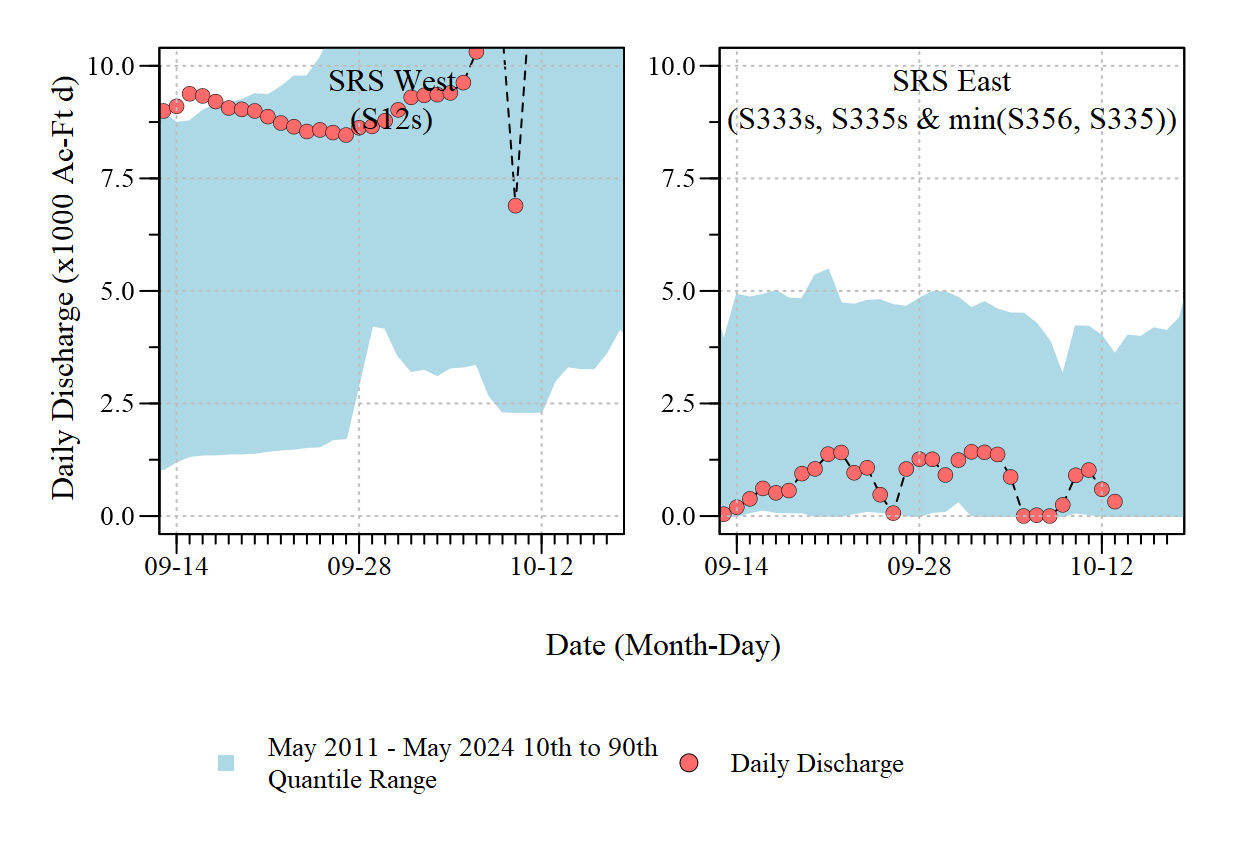 SRS West
(S12s)
SRS East
(S333s, S335s & min(S356, S335))
Daily Discharge (x1000 Ac-Ft d)
10.0
7.5
5.0
2.5
0.0
09-14
09-28
10-12
10.0
7.5
5.0
2.5
0.0
09-14
09-28
10-12
Date (Month-Day)
May 2011 - May 2024 10th to 90th
Quantile Range
Daily Discharge